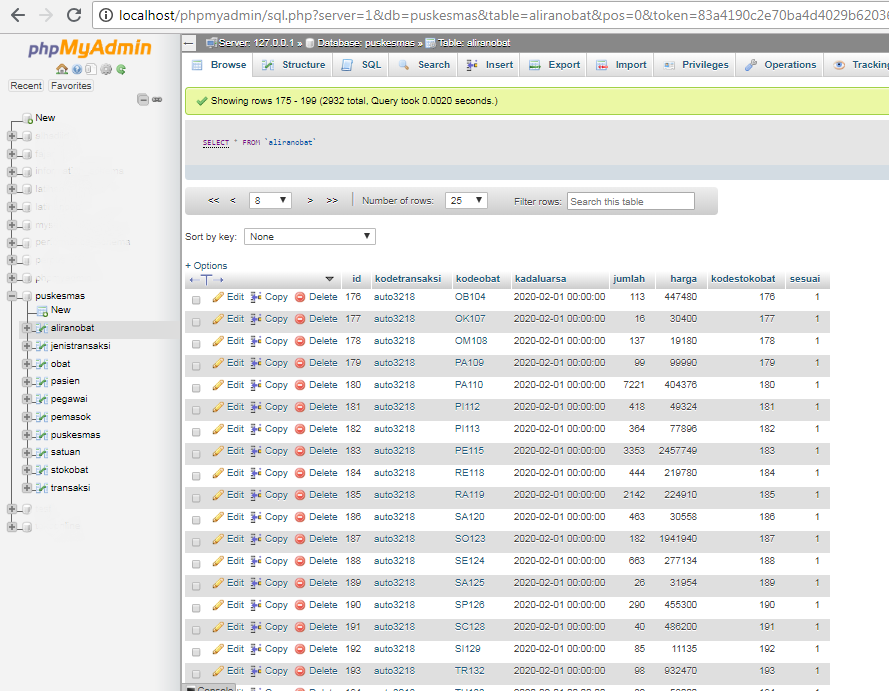 localhost/phpmyadmin/sql.php?server=1&db=puskesmas&table=aliranobat&pos=0&token=83a4190c2e70ba4d4029b6203
phpMyAdmin
Recent Favorites
New
puskesmas
New
aliranobat
jenistransaksi
obat
pasien
pegawai
pemasok
puskesmas
satuan
stokobat
transaksi
Server: 127.0.0.1 » Database: puskesmas » Table: aliranobat
Browse Structure SQL Search Insert Export Import Privileges Operations Tracking
Showing rows 175 - 199 (2932 total, Query took 0.0020 seconds.)
SELECT * FROM `aliranobat`
<< < 8 > >> Number of rows: 25 Filter rows: Search this table
Sort by key: None
+ Options
←T→ id kodetransaksi kodeobat kadaluarsa jumlah harga kodestokobat sesuai
Edit Copy Delete 176 auto3218 OB104 2020-02-01 00:00:00 113 447480 176 1
Edit Copy Delete 177 auto3218 OK107 2020-02-01 00:00:00 16 30400 177 1
Edit Copy Delete 178 auto3218 OM108 2020-02-01 00:00:00 137 19180 178 1
Edit Copy Delete 179 auto3218 PA109 2020-02-01 00:00:00 99 99990 179 1
Edit Copy Delete 180 auto3218 PA110 2020-02-01 00:00:00 7221 404376 180 1
Edit Copy Delete 181 auto3218 PI112 2020-02-01 00:00:00 418 49324 181 1
Edit Copy Delete 182 auto3218 PI113 2020-02-01 00:00:00 364 77896 182 1
Edit Copy Delete 183 auto3218 PE115 2020-02-01 00:00:00 3353 2457749 183 1
Edit Copy Delete 184 auto3218 RE118 2020-02-01 00:00:00 444 219780 184 1
Edit Copy Delete 185 auto3218 RA119 2020-02-01 00:00:00 2142 224910 185 1
Edit Copy Delete 186 auto3218 SA120 2020-02-01 00:00:00 463 30558 186 1
Edit Copy Delete 187 auto3218 SO123 2020-02-01 00:00:00 182 1941940 187 1
Edit Copy Delete 188 auto3218 SE124 2020-02-01 00:00:00 663 277134 188 1
Edit Copy Delete 189 auto3218 SA125 2020-02-01 00:00:00 26 31954 189 1
Edit Copy Delete 190 auto3218 SP126 2020-02-01 00:00:00 290 455300 190 1
Edit Copy Delete 191 auto3218 SC128 2020-02-01 00:00:00 40 486200 191 1
Edit Copy Delete 192 auto3218 SI129 2020-02-01 00:00:00 85 11135 192 1
Edit Copy Delete 193 auto3218 TR132 2020-02-01 00:00:00 98 932470 193 1
Console